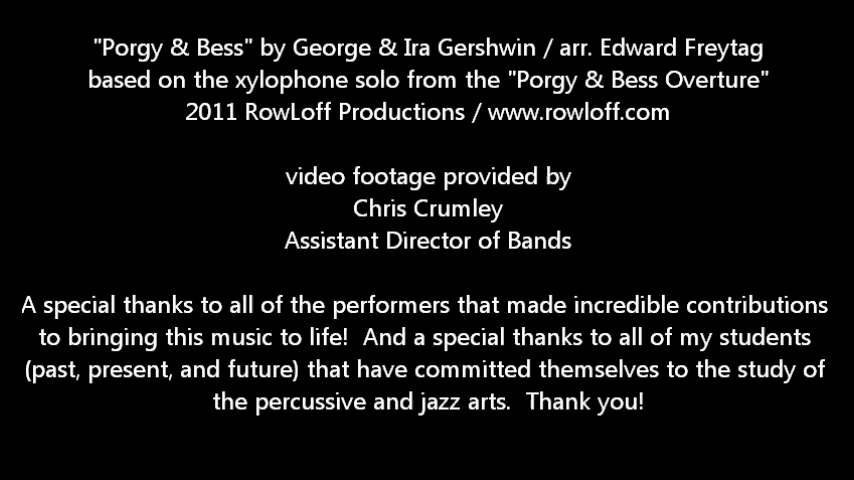 "Porgy & Bess" by George & Ira Gershwin / arr. Edward Freytag
based on the xylophone solo from the "Porgy & Bess Overture"
2011 RowLoff Productions / www.rowloff.com
video footage provided by
Chris Crumley
Assistant Director of Bands
A special thanks to all of the performers that made incredible contributions
to bringing this music to life!  And a special thanks to all of my students
(past, present, and future) that have committed themselves to the study of
the percussive and jazz arts.  Thank you!